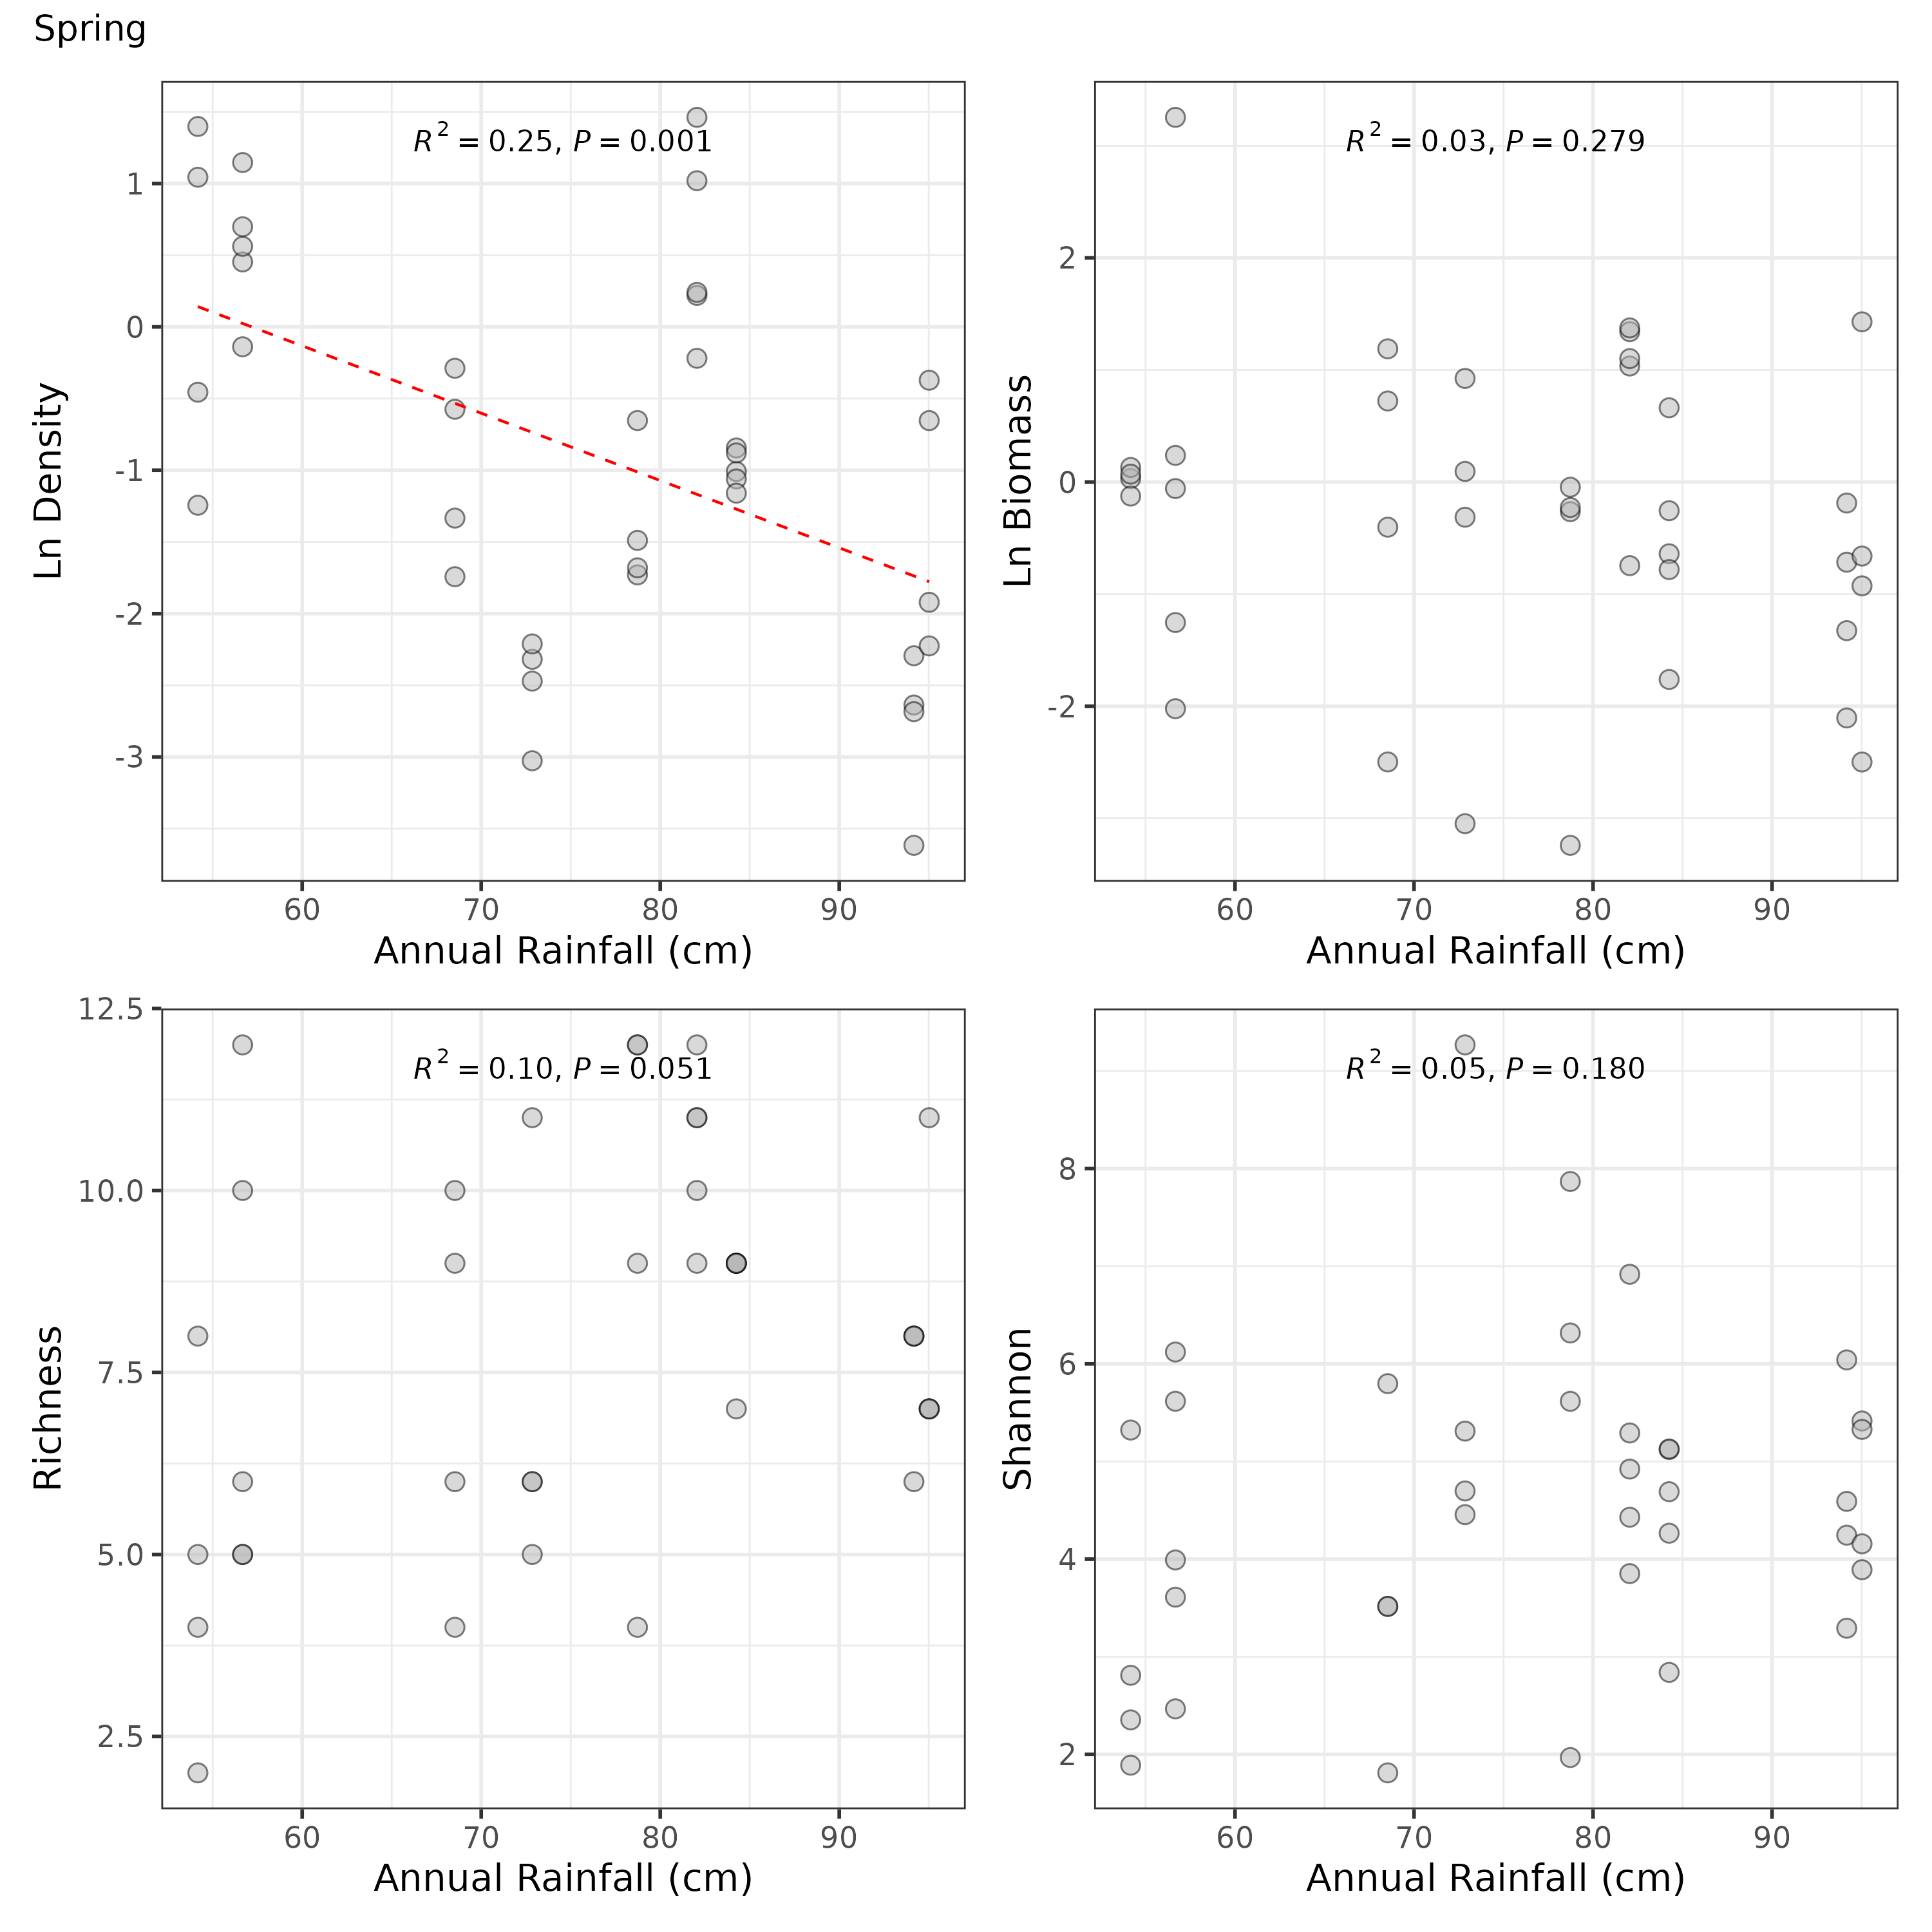 Spring
R² = 0.25, P = 0.001
Ln Density
1
0
-1
-2
-3
60 70 80 90
Annual Rainfall (cm)
R² = 0.03, P = 0.279
Ln Biomass
2
0
-2
60 70 80 90
Annual Rainfall (cm)
R² = 0.10, P = 0.051
Richness
12.5
10.0
7.5
5.0
2.5
60 70 80 90
Annual Rainfall (cm)
R² = 0.05, P = 0.180
Shannon
8
6
4
2
60 70 80 90
Annual Rainfall (cm)